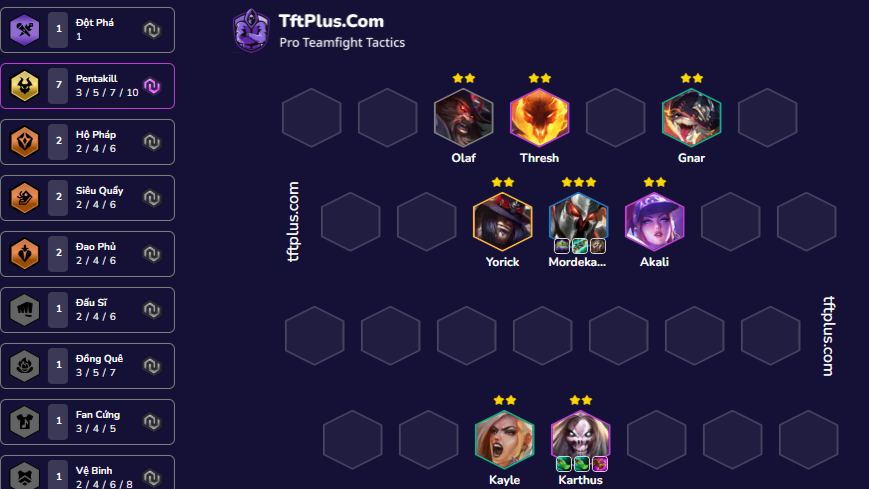 TftPlus.Com
Pro Teamfight Tactics
1
Đột Phá
1
7
Pentakill
3 / 5 / 7 / 10
2
Hộ Pháp
2 / 4 / 6
2
Siêu Quẩy
2 / 4 / 6
2
Đao Phủ
2 / 4 / 6
1
Đấu Sĩ
2 / 4 / 6
1
Đồng Quê
3 / 5 / 7
1
Fan Cứng
3 / 4 / 5
1
Vệ Binh
2 / 4 / 6 / 8
Olaf
Thresh
Gnar
tftplus.com
Yorick
Mordeka...
Akali
tftplus.com
Kayle
Karthus